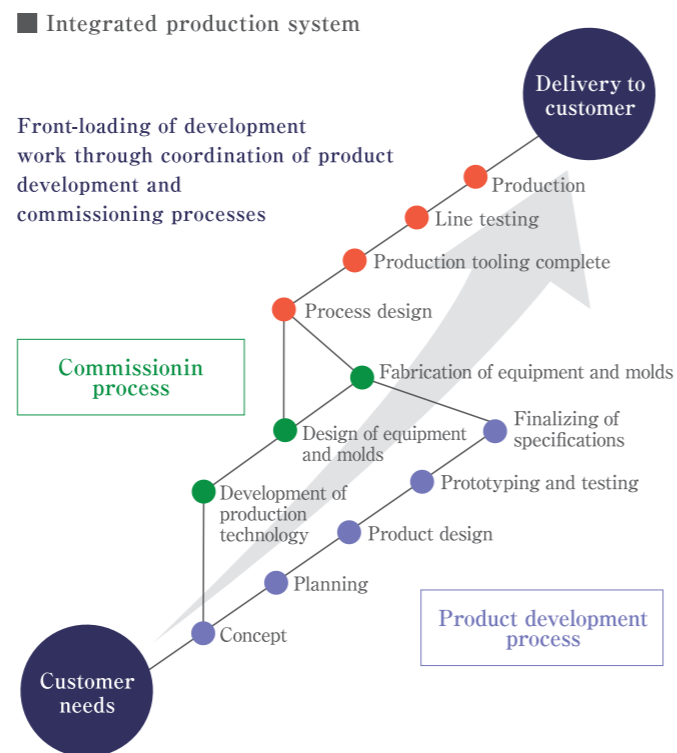 Integrated production system
Delivery to
customer
Front-loading of development
work through coordination of product
development and
commissioning processes
Production
Line testing
Production tooling complete
Process design
Commissionin
process
Fabrication of equipment and molds
Finalizing of
specifications
Design of equipment
and molds
Prototyping and testing
Development of
production
technology
Product design
Planning
Product development
process
Concept
Customer
needs